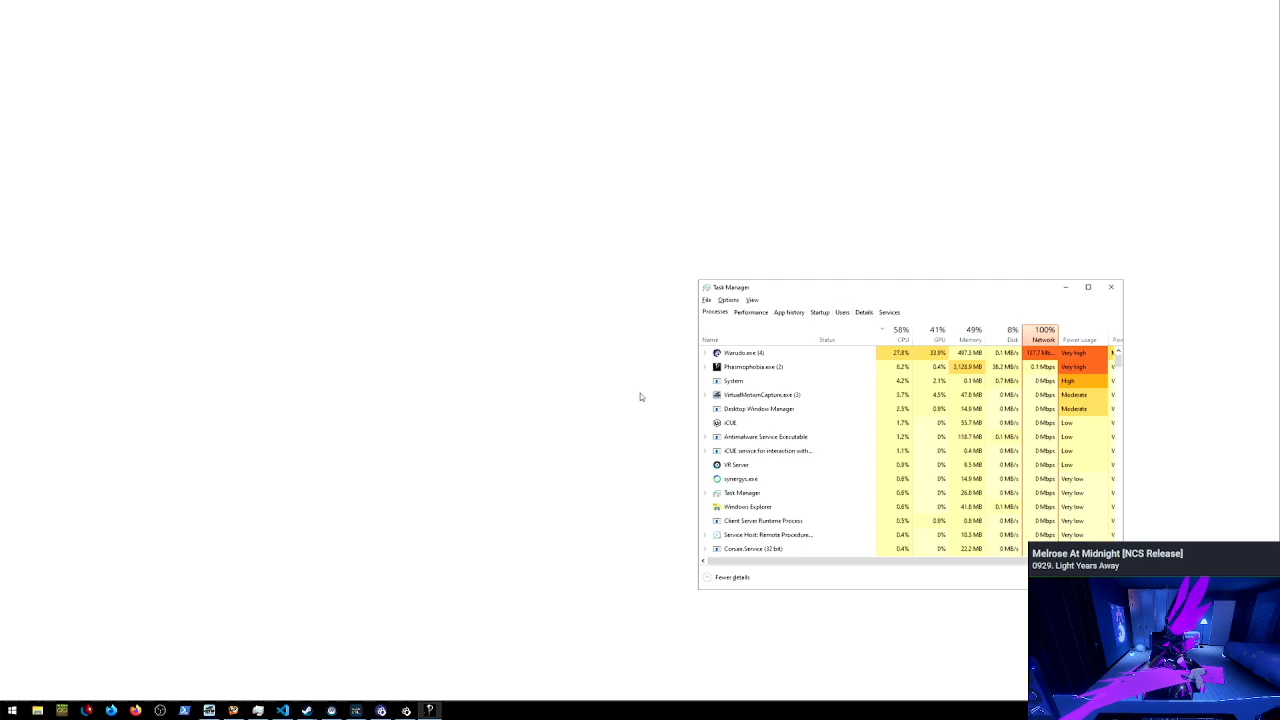 Task Manager
File Options View
Processes Performance App history Startup Users Details Services
58% 41% 49% 8% 100%
Name Status CPU GPU Memory Disk Network Power usage
Warudo.exe (4) 27.8% 33.9% 497.3 MB 0.1 MB/s 137.7 Mb... Very high
Phasmophobia.exe (2) 8.2% 0.4% 3,128.9 MB 38.2 MB/s 0.1 Mbps Very high
System 4.2% 2.1% 0.1 MB 0.7 MB/s 0 Mbps High
VirtualMotionCapture.exe (3) 3.7% 4.5% 47.8 MB 0 MB/s 0 Mbps Moderate
Desktop Window Manager 2.5% 0.9% 14.9 MB 0 MB/s 0 Mbps Moderate
iCUE 1.7% 0% 55.7 MB 0 MB/s 0 Mbps Low
Antimalware Service Executable 1.2% 0% 118.7 MB 0.1 MB/s 0 Mbps Low
iCUE service for interaction with... 1.1% 0% 0.4 MB 0 MB/s 0 Mbps Low
VR Server 0.9% 0% 9.5 MB 0 MB/s 0 Mbps Low
synergys.exe 0.6% 0% 14.9 MB 0 MB/s 0 Mbps Very low
Task Manager 0.6% 0% 26.8 MB 0 MB/s 0 Mbps Very low
Windows Explorer 0.6% 0% 41.8 MB 0.1 MB/s 0 Mbps Very low
Client Server Runtime Process 0.5% 0.9% 0.8 MB 0 MB/s 0 Mbps Very low
Service Host: Remote Procedure... 0.4% 0% 10.3 MB 0 MB/s 0 Mbps Very low
Corsair.Service (32 bit) 0.4% 0% 22.2 MB 0 MB/s
Fewer details
Melrose At Midnight [NCS Release]
0929. Light Years Away